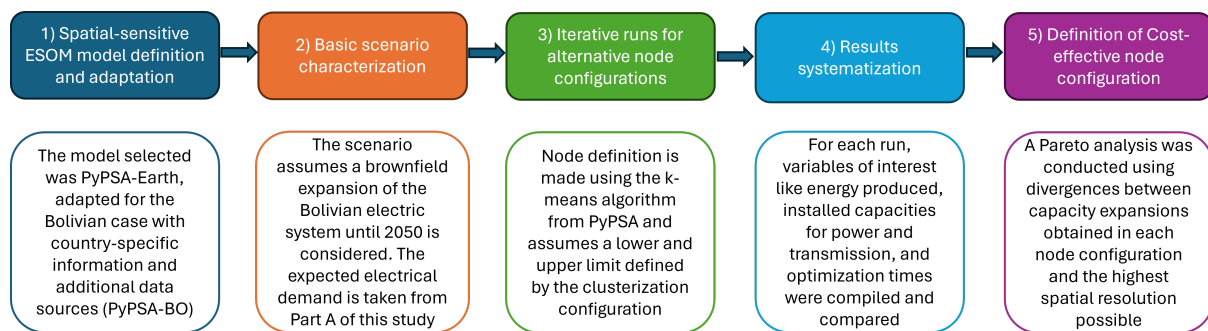 1) Spatial-sensitive
ESOM model definition
and adaptation
2) Basic scenario
characterization
3) Iterative runs for
alternative node
configurations
4) Results
systematization
5) Definition of Cost-
effective node
configuration
The model selected
was PyPSA-Earth,
adapted for the
Bolivian case with
country-specific
information and
additional data
sources (PyPSA-BO)
The scenario
assumes a brownfield
expansion of the
Bolivian electric
system until 2050 is
considered. The
expected electrical
demand is taken from
Part A of this study
Node definition is
made using the k-
means algorithm
from PyPSA and
assumes a lower and
upper limit defined
by the clusterization
configuration
For each run,
variables of interest
like energy produced,
installed capacities
for power and
transmission, and
optimization times
were compiled and
compared
A Pareto analysis was
conducted using
divergences between
capacity expansions
obtained in each
node configuration
and the highest
spatial resolution
possible